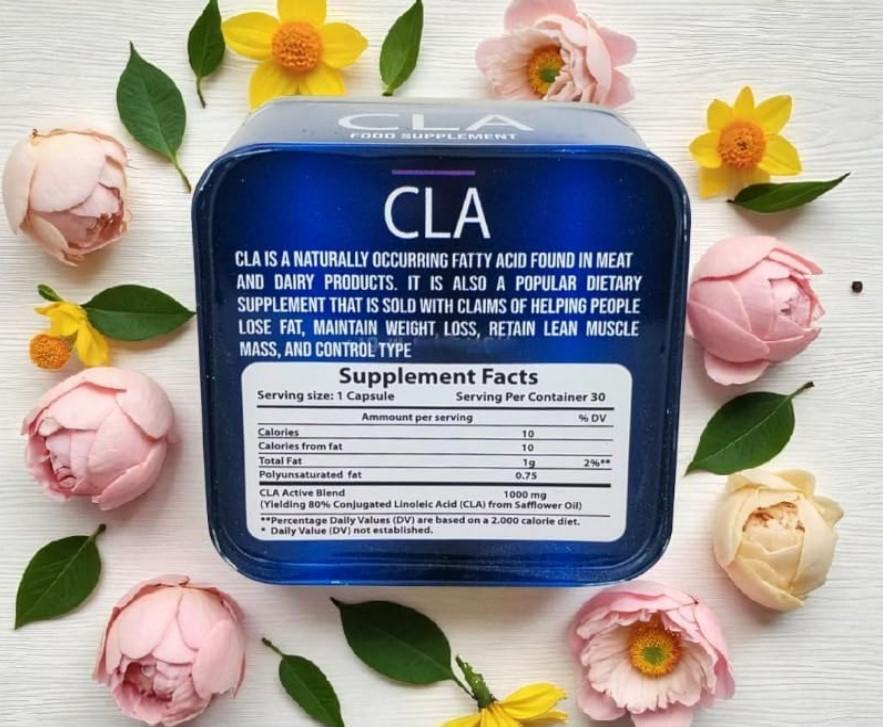 CLA
FOOD SUPPLEMENT
CLA
CLA IS A NATURALLY OCCURRING FATTY ACID FOUND IN MEAT
AND DAIRY PRODUCTS. IT IS ALSO A POPULAR DIETARY
SUPPLEMENT THAT IS SOLD WITH CLAIMS OF HELPING PEOPLE
LOSE FAT, MAINTAIN WEIGHT, LOSS, RETAIN LEAN MUSCLE
MASS, AND CONTROL TYPE
Supplement Facts
Serving size: 1 Capsule Serving Per Container 30
Ammount per serving % DV
Calories 10
Calories from fat 10
Total Fat 1g 2%**
Polyunsaturated fat 0.75
CLA Active Blend 1000 mg
(Yielding 80% Conjugated Linoleic Acid (CLA) from Safflower Oil)
**Percentage Daily Values (DV) are based on a 2.000 calorie diet.
* Daily Value (DV) not established.